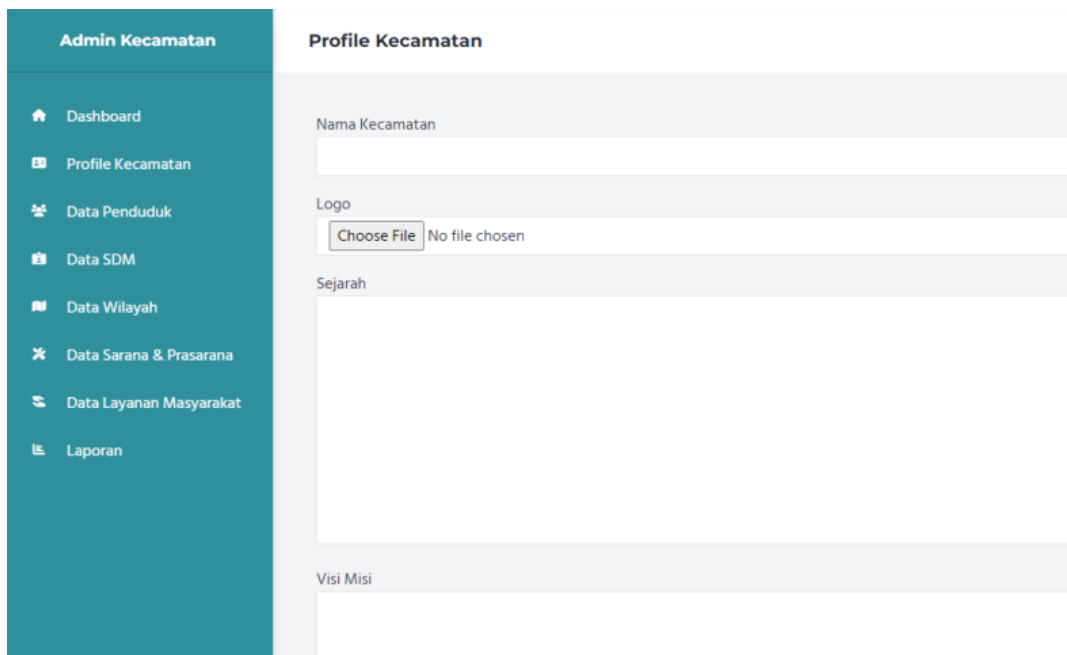 Admin Kecamatan
Dashboard
Profile Kecamatan
Data Penduduk
Data SDM
Data Wilayah
Data Sarana & Prasarana
Data Layanan Masyarakat
Laporan
Profile Kecamatan
Nama Kecamatan
Logo
Choose File No file chosen
Sejarah
Visi Misi